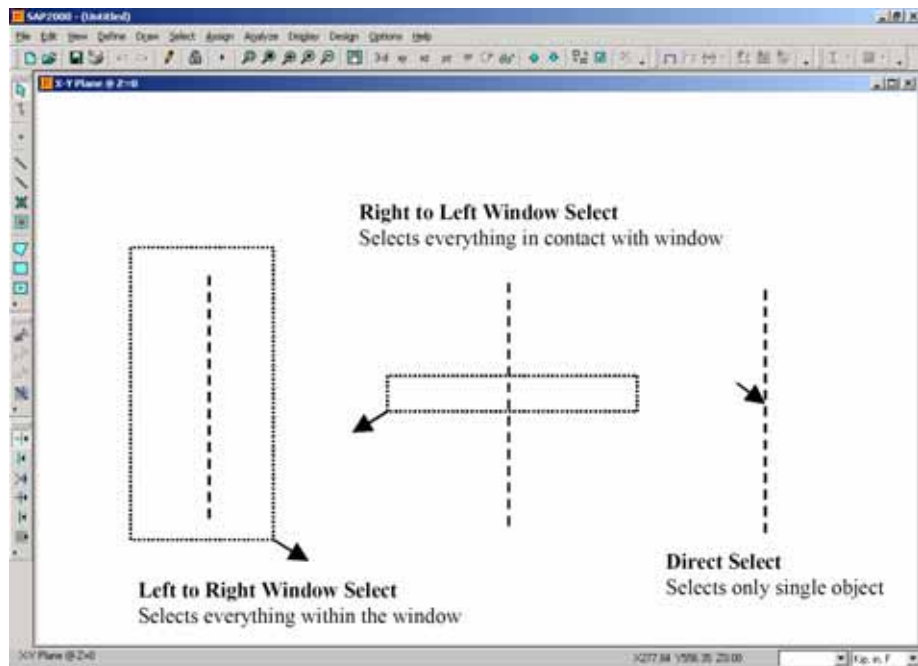 SAP2000 - (Untitled)
File Edit View Define Draw Select Assign Analyze Display Design Options Help
X-Y Plane @ Z=0
Right to Left Window Select
Selects everything in contact with window
Left to Right Window Select
Selects everything within the window
Direct Select
Selects only single object
X-Y Plane @ Z=0
Kip, in, F